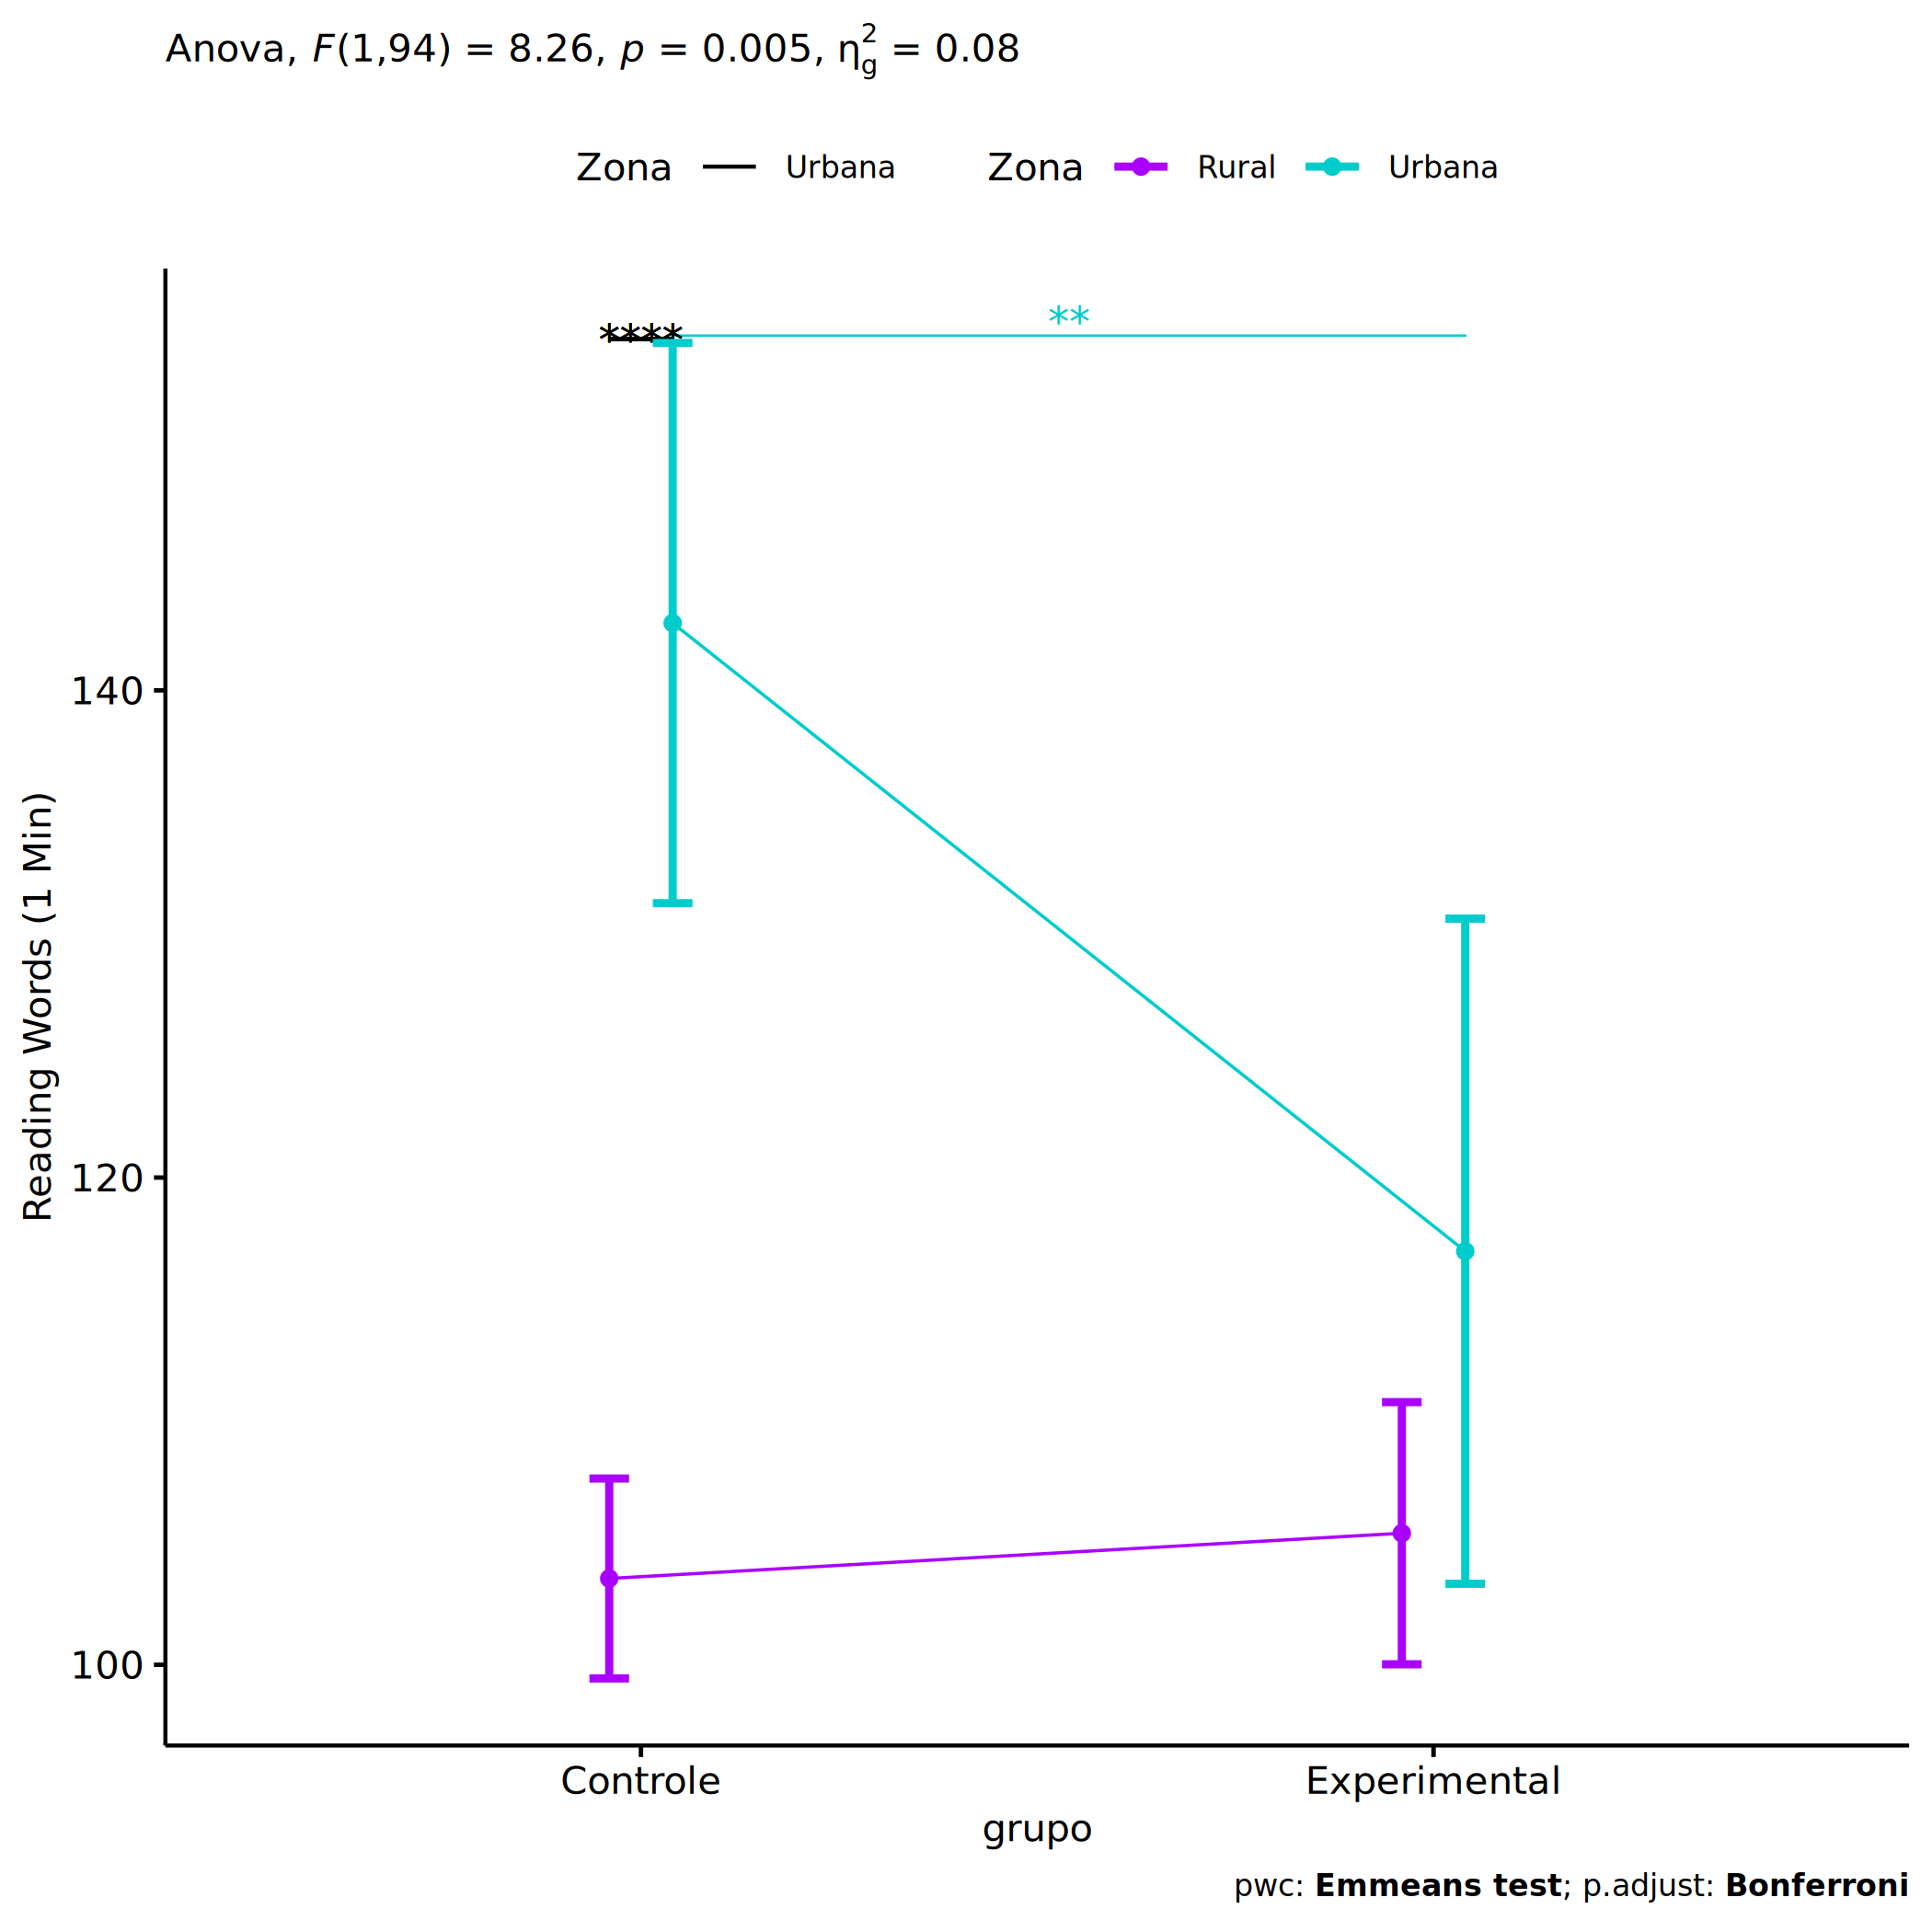 Anova, F(1,94) = 8.26, p = 0.005, η²g = 0.08
Zona Urbana Zona Rural Urbana
**
****
140
120
100
Reading Words (1 Min)
Controle Experimental
grupo
pwc: Emmeans test; p.adjust: Bonferroni